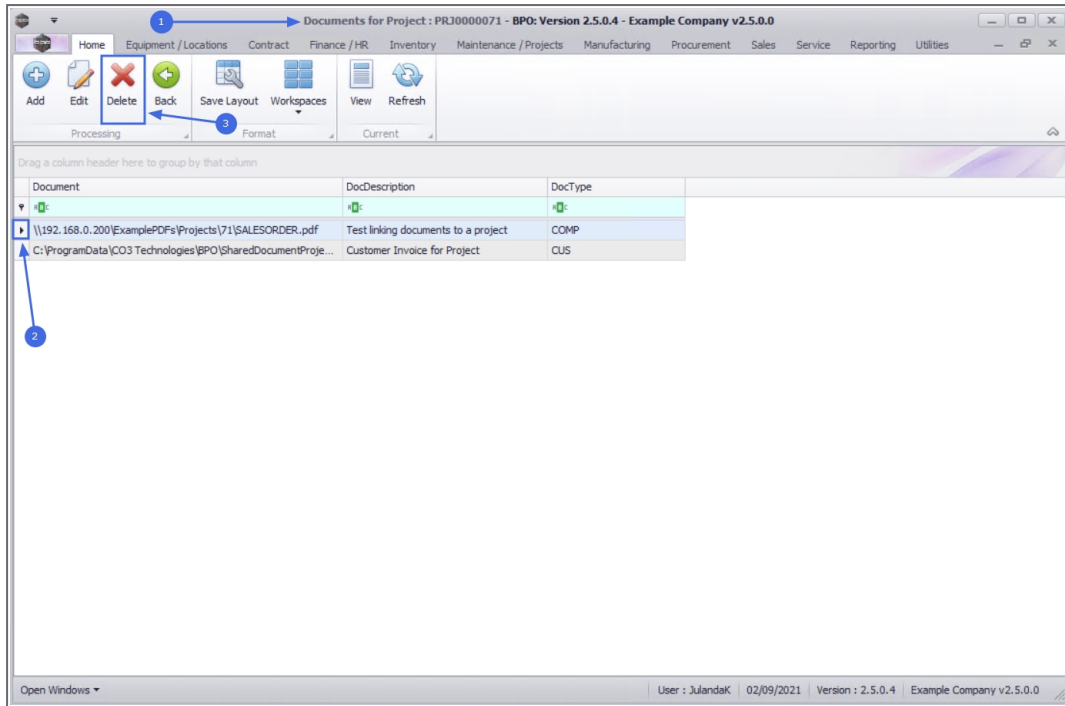 1
Documents for Project : PRJ0000071 - BPO: Version 2.5.0.4 - Example Company v2.5.0.0
Home Equipment / Locations Contract Finance / HR Inventory Maintenance / Projects Manufacturing Procurement Sales Service Reporting Utilities
Add Edit Delete Back Save Layout Workspaces View Refresh
3
Processing Format Current
Drag a column header here to group by that column
Document DocDescription DocType
\\192.168.0.200\ExamplePDFs\Projects\71\SALESORDER.pdf Test linking documents to a project COMP
C:\ProgramData\CO3 Technologies\BPO\SharedDocumentProje... Customer Invoice for Project CUS
2
Open Windows User : JulandaK 02/09/2021 Version : 2.5.0.4 Example Company v2.5.0.0